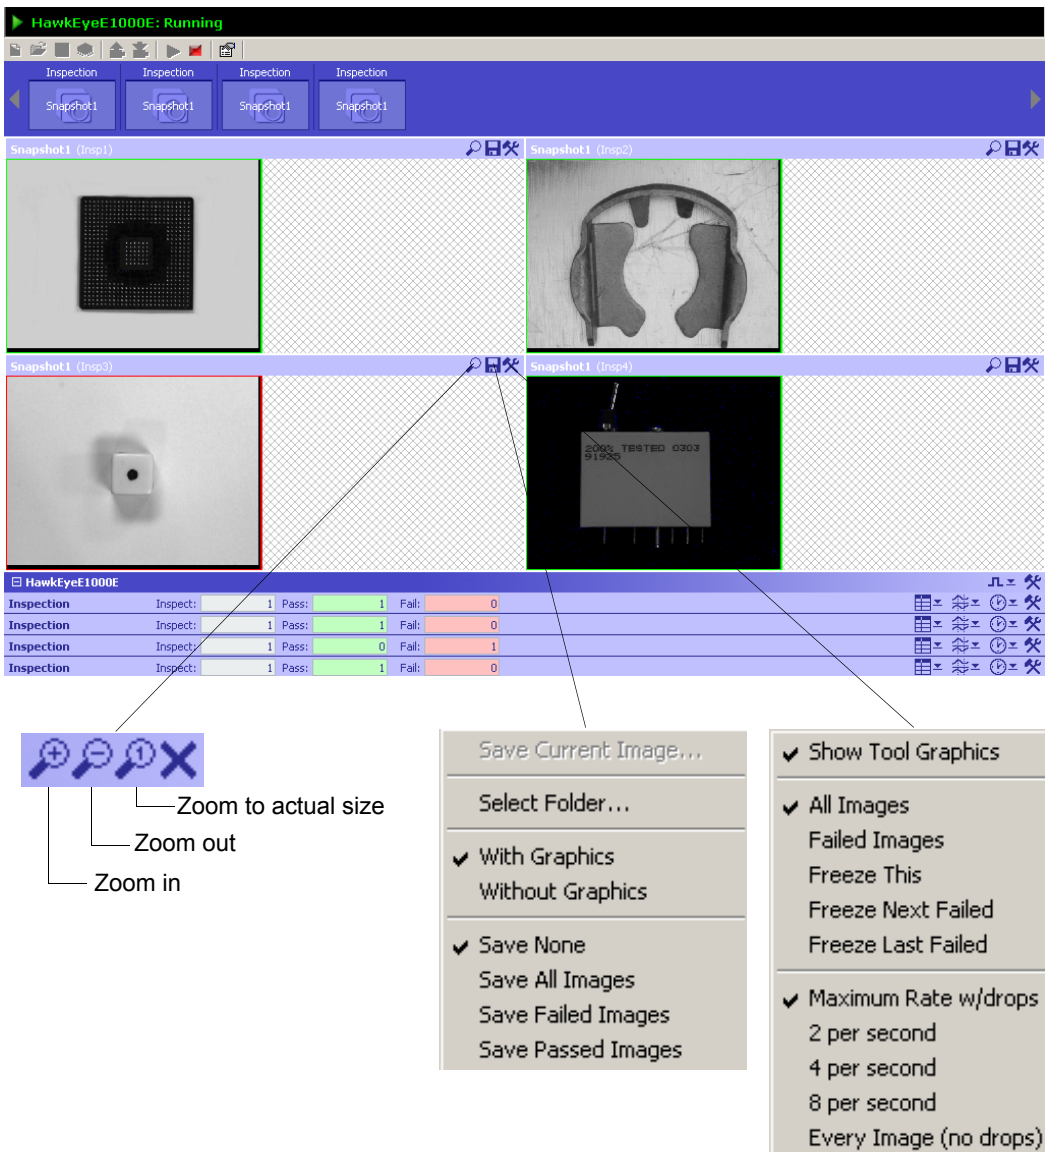 HawkEyeE1000E: Running
Inspection Inspection Inspection Inspection
Snapshot1 Snapshot1 Snapshot1 Snapshot1
Snapshot1 (Insp1)
Snapshot1 (Insp2)
Snapshot1 (Insp3)
Snapshot1 (Insp4)
200% TESTED 0303
91925
HawkEyeE1000E
Inspection Inspect: 1 Pass: 1 Fail: 0
Inspection Inspect: 1 Pass: 1 Fail: 0
Inspection Inspect: 1 Pass: 0 Fail: 1
Inspection Inspect: 1 Pass: 1 Fail: 0
1
Zoom to actual size
Zoom out
Zoom in
Save Current Image...
Select Folder...
With Graphics
Without Graphics
Save None
Save All Images
Save Failed Images
Save Passed Images
Show Tool Graphics
All Images
Failed Images
Freeze This
Freeze Next Failed
Freeze Last Failed
Maximum Rate w/drops
2 per second
4 per second
8 per second
Every Image (no drops)